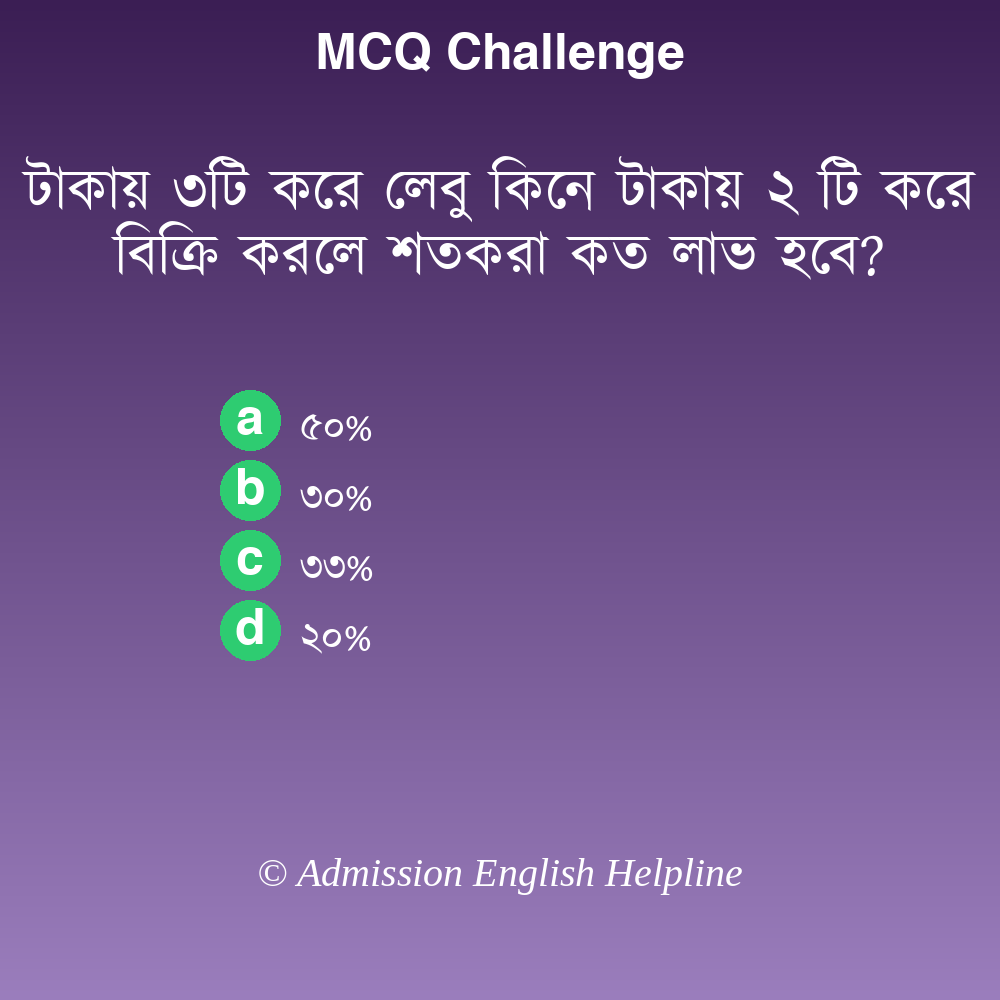 MCQ Challenge
টাকায় ৩টি করে লেবু কিনে টাকায় ২ টি করে
বিক্রি করলে শতকরা কত লাভ হবে?
a ৫০%
b ৩০%
c ৩৩%
d ২০%
© Admission English Helpline